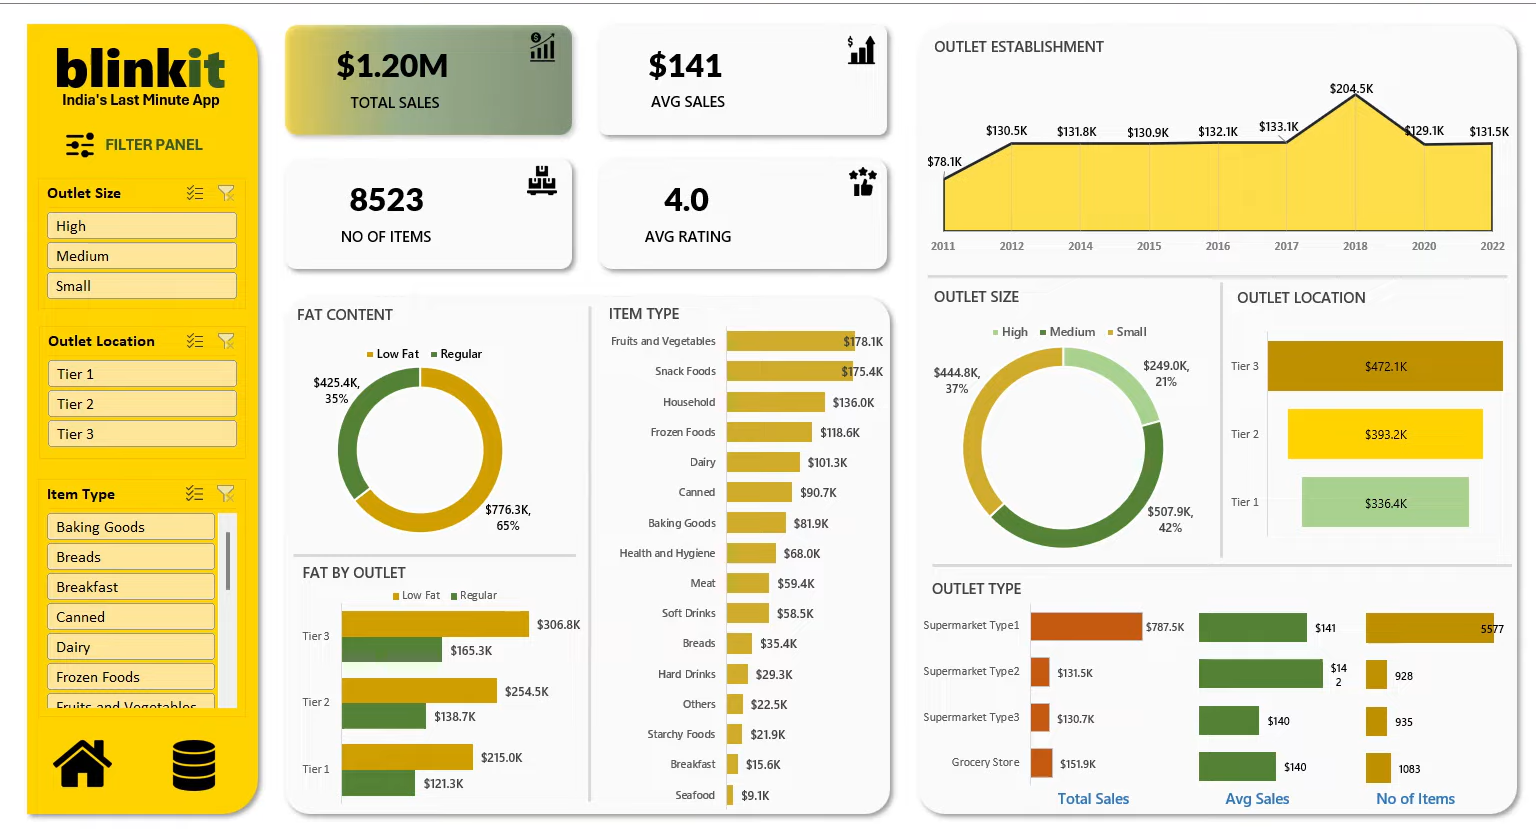 blinkit
India's Last Minute App
FILTER PANEL
Outlet Size
High
Medium
Small
Outlet Location
Tier 1
Tier 2
Tier 3
Item Type
Baking Goods
Breads
Breakfast
Canned
Dairy
Frozen Foods
Fruits and Vegetables
$1.20M
TOTAL SALES
$141
AVG SALES
8523
NO OF ITEMS
4.0
AVG RATING
FAT CONTENT
Low Fat Regular
$425.4K,
35%
$776.3K,
65%
FAT BY OUTLET
Low Fat Regular
Tier 3 $306.8K
$165.3K
Tier 2 $254.5K
$138.7K
Tier 1 $215.0K
$121.3K
ITEM TYPE
Fruits and Vegetables $178.1K
Snack Foods $175.4K
Household $136.0K
Frozen Foods $118.6K
Dairy $101.3K
Canned $90.7K
Baking Goods $81.9K
Health and Hygiene $68.0K
Meat $59.4K
Soft Drinks $58.5K
Breads $35.4K
Hard Drinks $29.3K
Others $22.5K
Starchy Foods $21.9K
Breakfast $15.6K
Seafood $9.1K
OUTLET ESTABLISHMENT
$78.1K $130.5K $131.8K $130.9K $132.1K $133.1K $204.5K $129.1K $131.5K
2011 2012 2014 2015 2016 2017 2018 2020 2022
OUTLET SIZE
High Medium Small
$444.8K,
37%
$249.0K,
21%
$507.9K,
42%
OUTLET LOCATION
Tier 3 $472.1K
Tier 2 $393.2K
Tier 1 $336.4K
OUTLET TYPE
Supermarket Type1 $787.5K $141 5577
Supermarket Type2 $131.5K $14
2 928
Supermarket Type3 $130.7K $140 935
Grocery Store $151.9K $140 1083
Total Sales Avg Sales No of Items